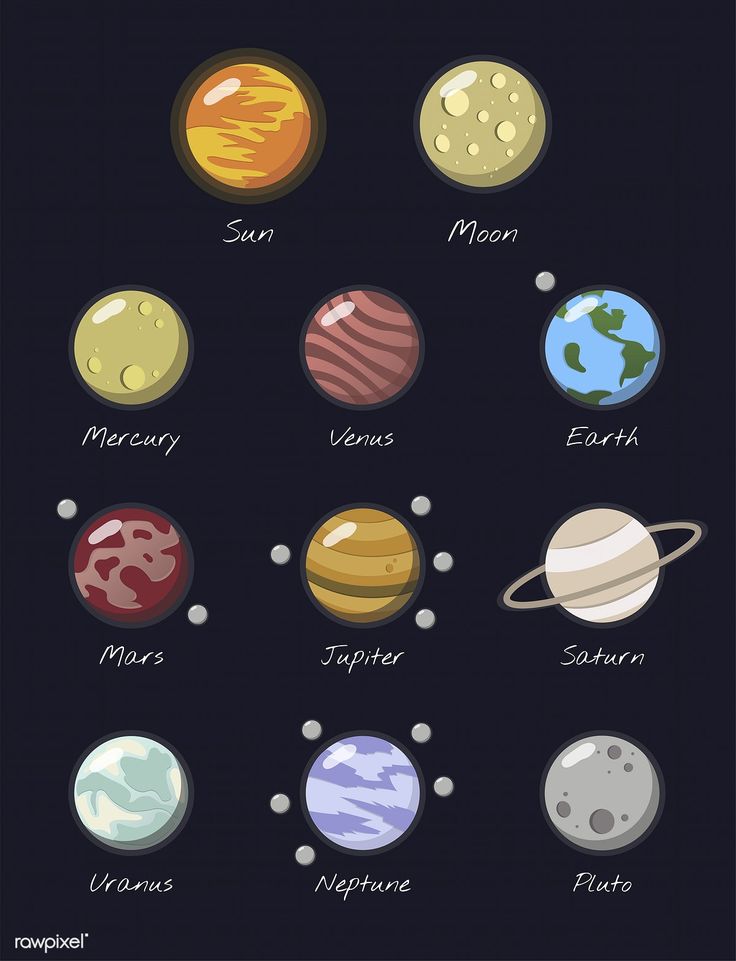 Sun
Moon
Mercury
Venus
Earth
Mars
Jupiter
Saturn
Uranus
Neptune
Pluto
rawpixel